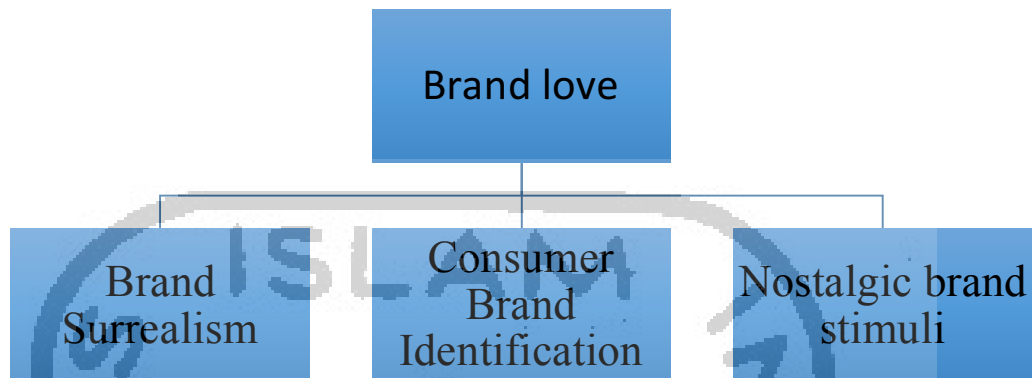 Brand love
ISLAM
Brand
Surrealism
Consumer
Brand
Identification
Nostalgic brand
stimuli